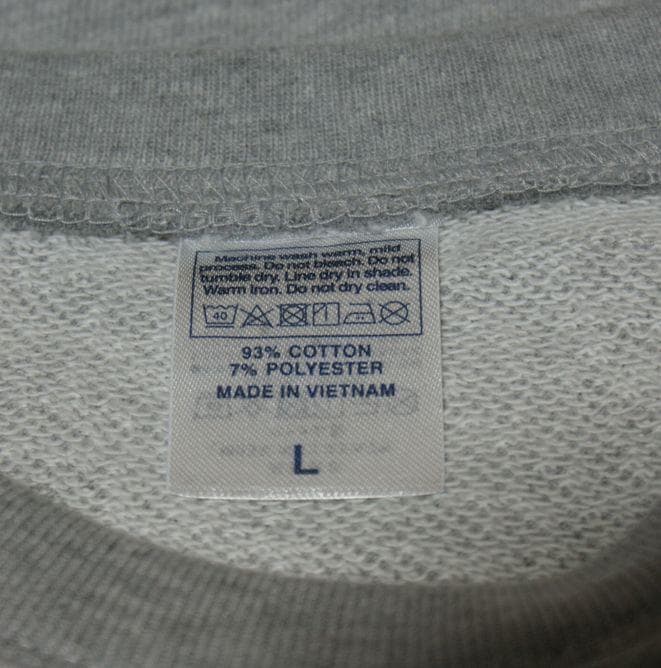 Machine wash warm, mild
process. Do not bleach. Do not
tumble dry. Line dry in shade.
Warm Iron. Do not dry clean.
40
93% COTTON
7% POLYESTER
MADE IN VIETNAM
L